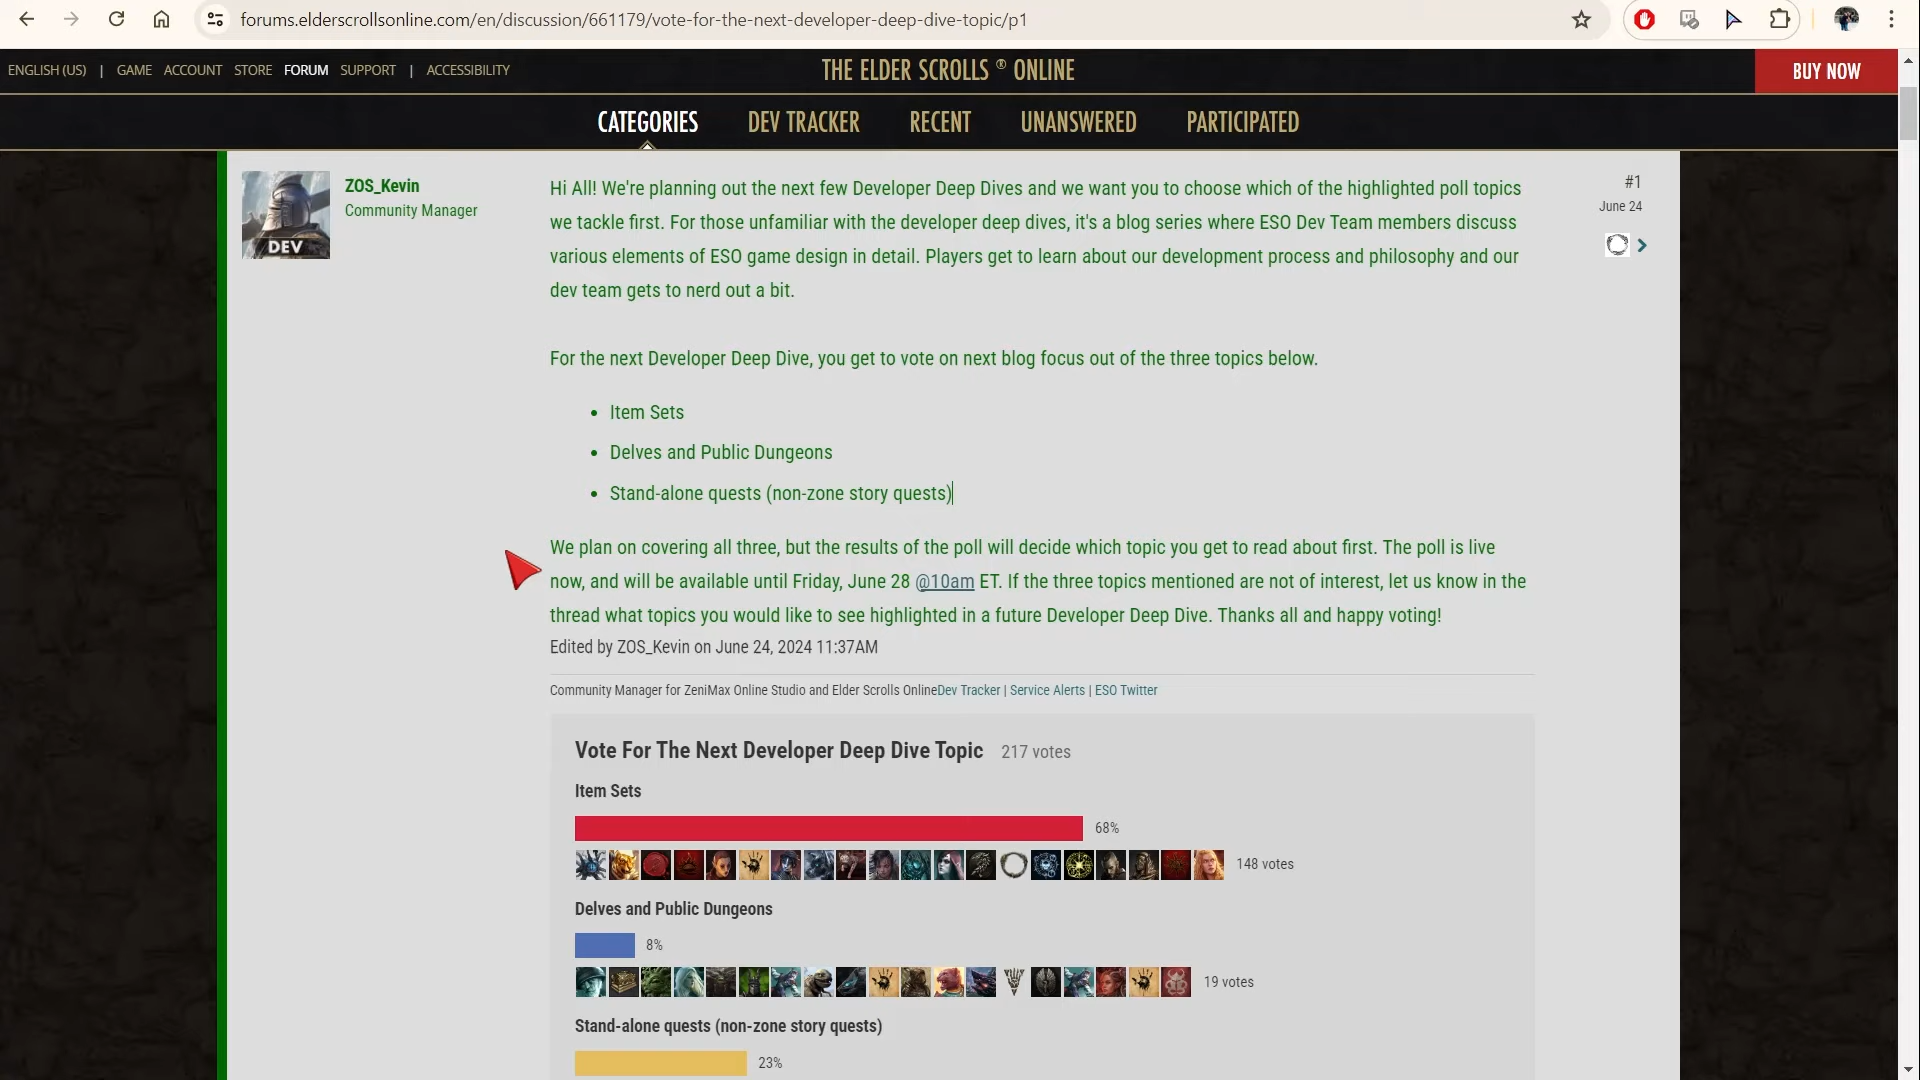 forums.elderscrollsonline.com/en/discussion/661179/vote-for-the-next-developer-deep-dive-topic/p1
ENGLISH (US) | GAME ACCOUNT STORE FORUM SUPPORT | ACCESSIBILITY
THE ELDER SCROLLS ® ONLINE
BUY NOW
CATEGORIES DEV TRACKER RECENT UNANSWERED PARTICIPATED
DEV
ZOS_Kevin
Community Manager
#1
June 24
Hi All! We're planning out the next few Developer Deep Dives and we want you to choose which of the highlighted poll topics
we tackle first. For those unfamiliar with the developer deep dives, it's a blog series where ESO Dev Team members discuss
various elements of ESO game design in detail. Players get to learn about our development process and philosophy and our
dev team gets to nerd out a bit.
For the next Developer Deep Dive, you get to vote on next blog focus out of the three topics below.
• Item Sets
• Delves and Public Dungeons
• Stand-alone quests (non-zone story quests)
We plan on covering all three, but the results of the poll will decide which topic you get to read about first. The poll is live
now, and will be available until Friday, June 28 @10am ET. If the three topics mentioned are not of interest, let us know in the
thread what topics you would like to see highlighted in a future Developer Deep Dive. Thanks all and happy voting!
Edited by ZOS_Kevin on June 24, 2024 11:37AM
Community Manager for ZeniMax Online Studio and Elder Scrolls OnlineDev Tracker | Service Alerts | ESO Twitter
Vote For The Next Developer Deep Dive Topic 217 votes
Item Sets
68%
148 votes
Delves and Public Dungeons
8%
19 votes
Stand-alone quests (non-zone story quests)
23%